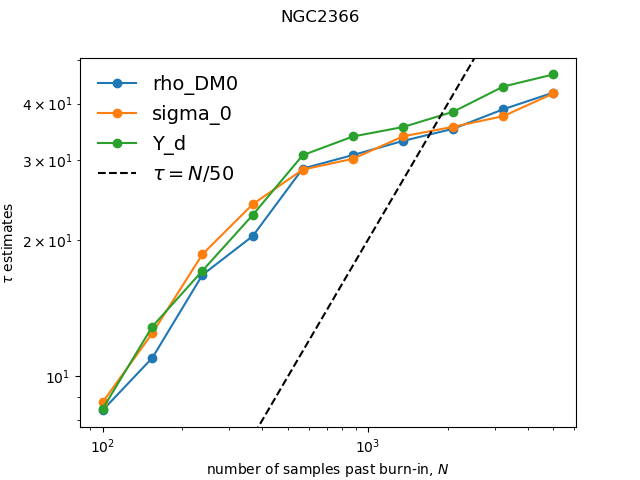 NGC2366
rho_DM0
sigma_0
Y_d
τ = N/50
4 × 10¹
3 × 10¹
2 × 10¹
10¹
τ estimates
10² 10³
number of samples past burn-in, N